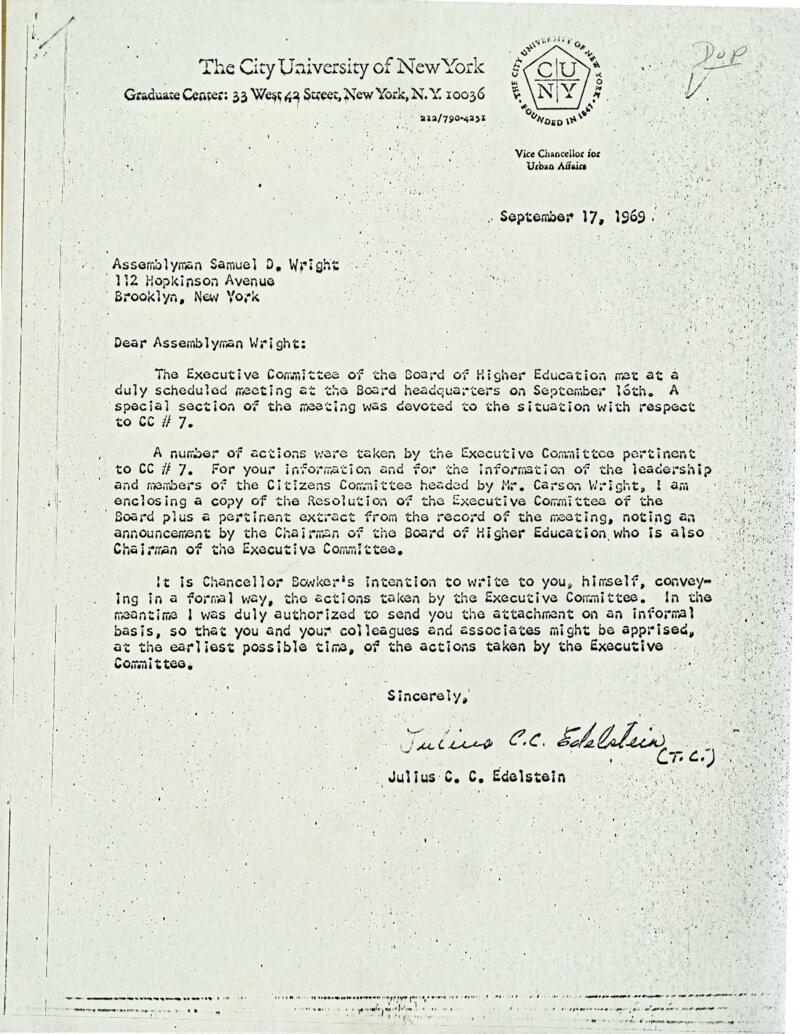 The City University of New York
Graduate Center: 33 West 42 Street, New York, N.Y. 10036
212/790-4251
THE CITY UNIVERSITY OF NEW YORK
CU
NY
FOUNDED IN 1847
Vice Chancellor for
Urban Affairs
September 17, 1969
Assemblyman Samuel D. Wright
112 Hopkinson Avenue
Brooklyn, New York
Dear Assemblyman Wright:
The Executive Committee of the Board of Higher Education met at a
duly scheduled meeting at the Board headquarters on September 16th. A
special section of the meeting was devoted to the situation with respect
to CC # 7.
A number of actions were taken by the Executive Committee pertinent
to CC # 7. For your information and for the information of the leadership
and members of the Citizens Committee headed by Mr. Carson Wright, I am
enclosing a copy of the Resolution of the Executive Committee of the
Board plus a pertinent extract from the record of the meeting, noting an
announcement by the Chairman of the Board of Higher Education who is also
Chairman of the Executive Committee.
It is Chancellor Bowker's intention to write to you, himself, convey-
ing in a formal way, the actions taken by the Executive Committee. In the
meantime I was duly authorized to send you the attachment on an informal
basis, so that you and your colleagues and associates might be apprised,
at the earliest possible time, of the actions taken by the Executive
Committee.
Sincerely,
Julius C.C. Edelstein
(T.C.)
Julius C. C. Edelstein